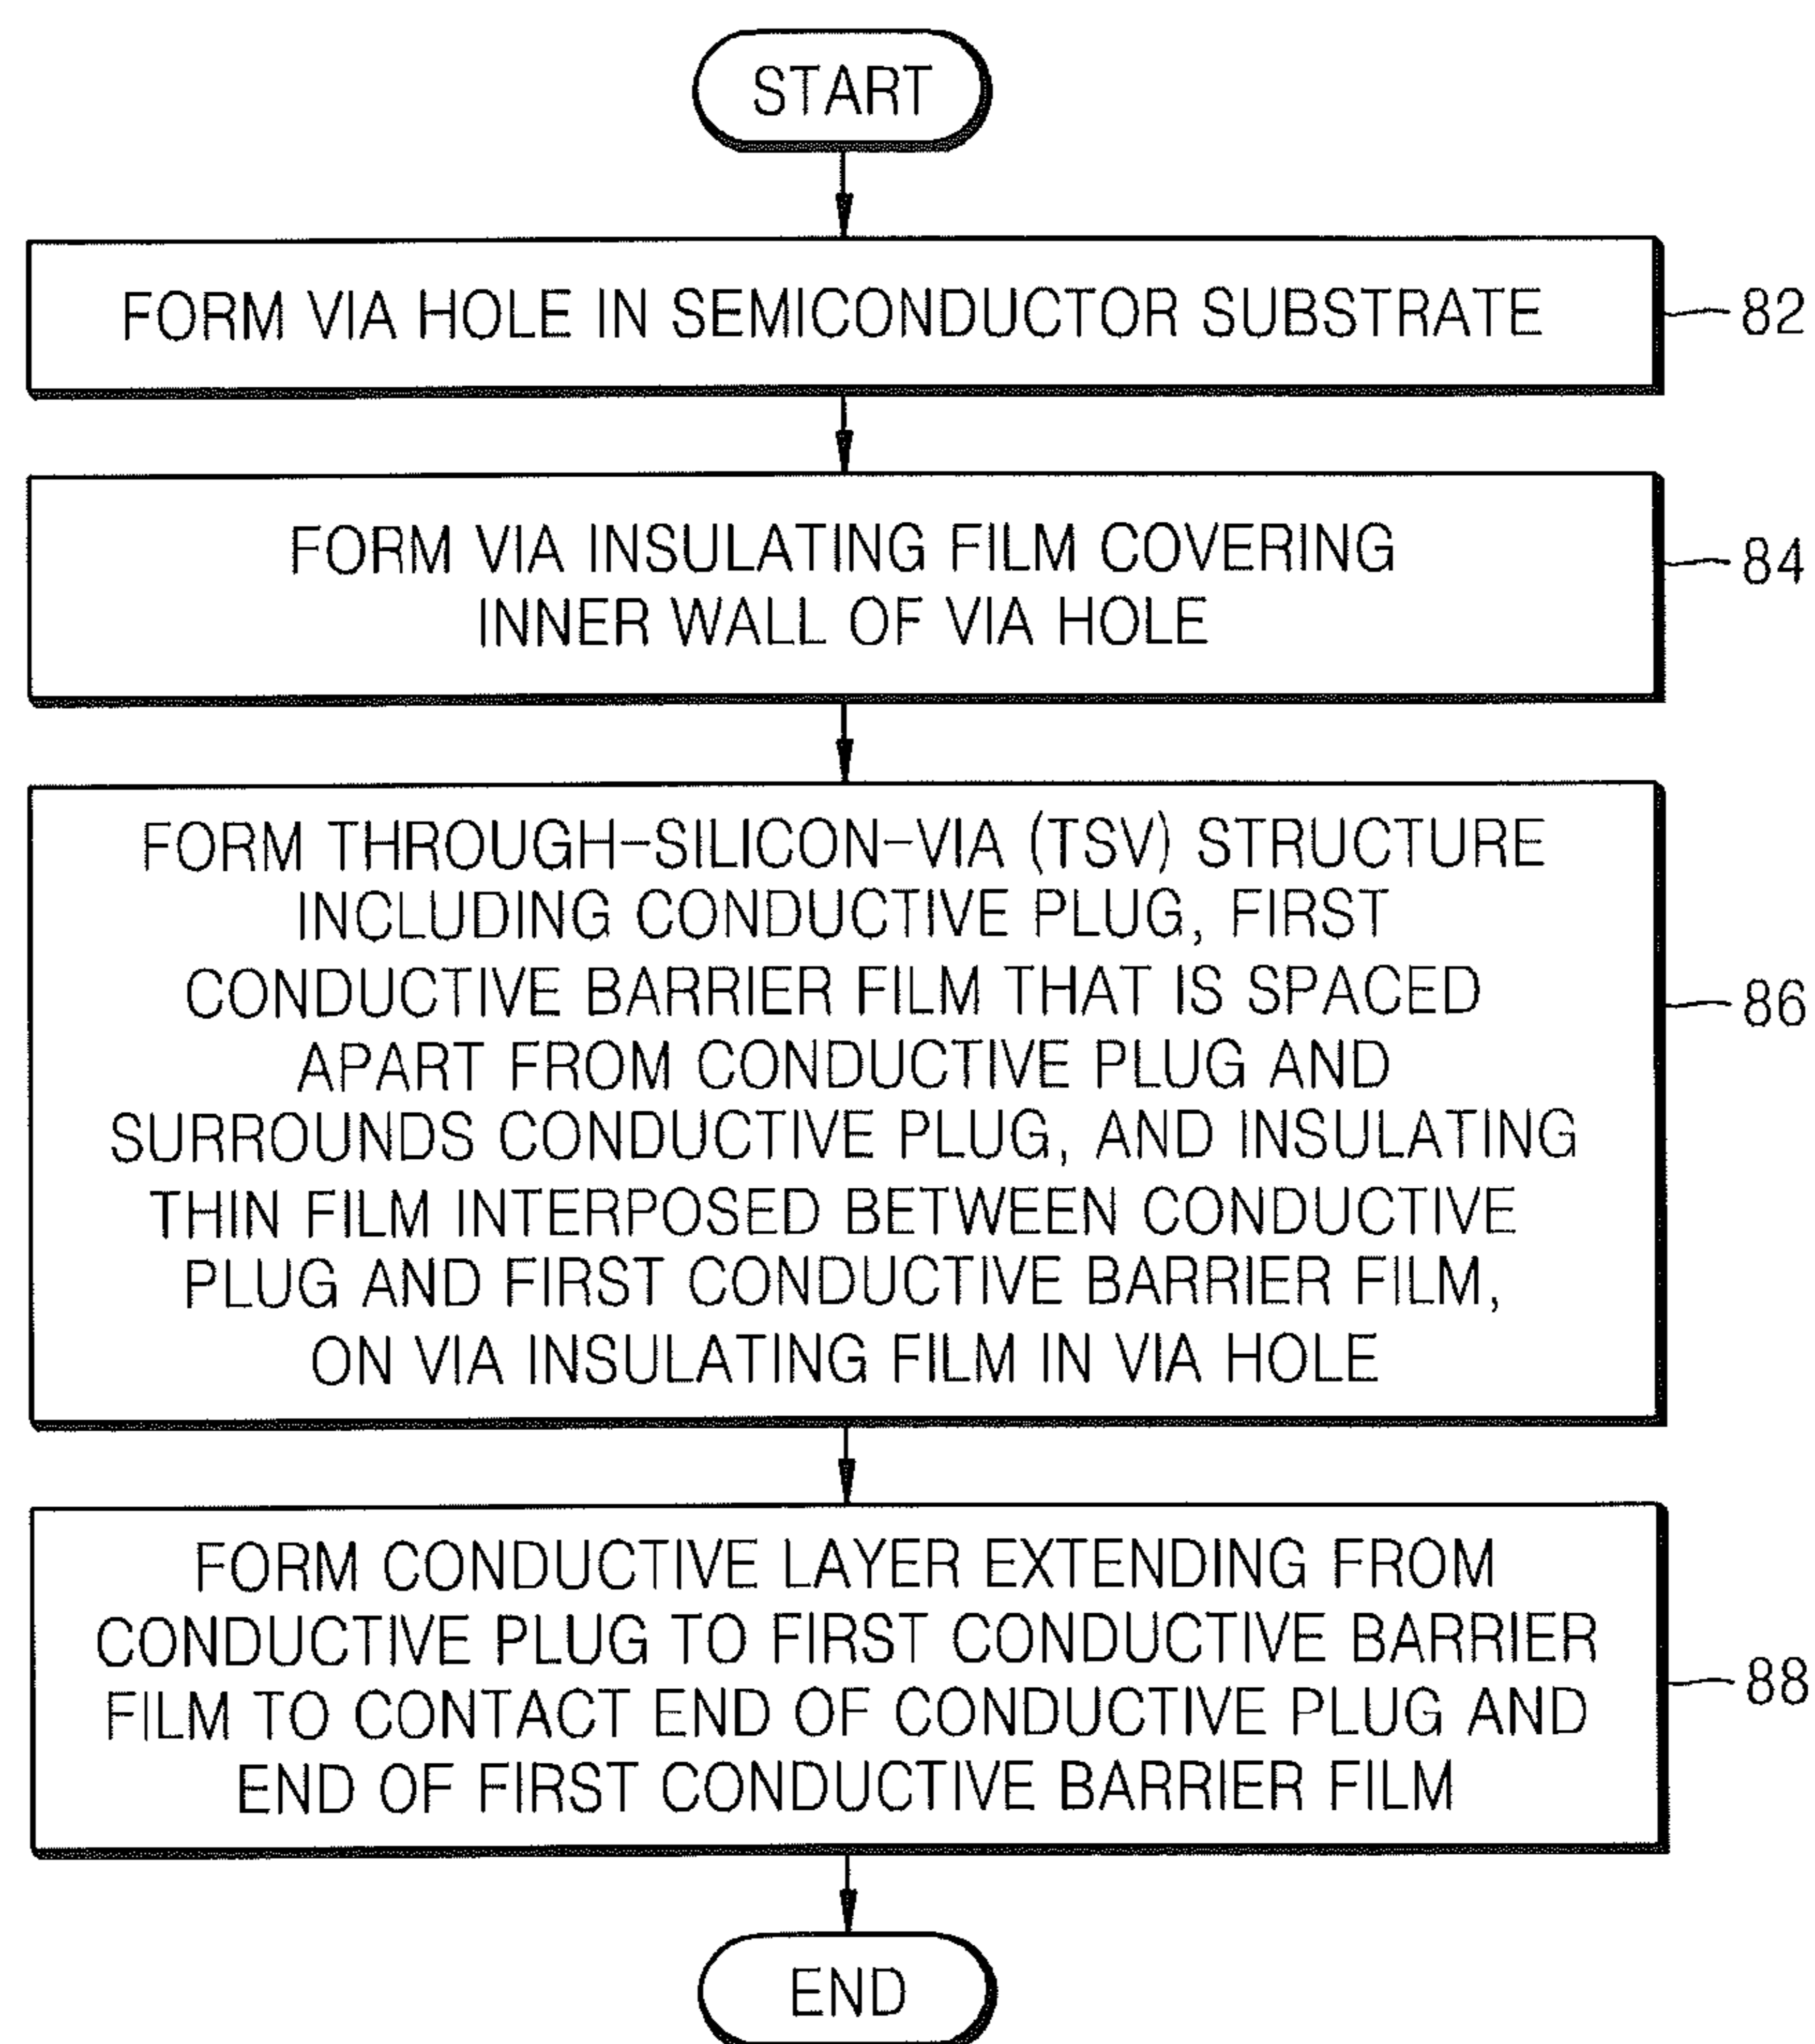 START
FORM VIA HOLE IN SEMICONDUCTOR SUBSTRATE
82
FORM VIA INSULATING FILM COVERING
INNER WALL OF VIA HOLE
84
FORM THROUGH-SILICON-VIA (TSV) STRUCTURE
INCLUDING CONDUCTIVE PLUG, FIRST
CONDUCTIVE BARRIER FILM THAT IS SPACED
APART FROM CONDUCTIVE PLUG AND
SURROUNDS CONDUCTIVE PLUG, AND INSULATING
THIN FILM INTERPOSED BETWEEN CONDUCTIVE
PLUG AND FIRST CONDUCTIVE BARRIER FILM,
ON VIA INSULATING FILM IN VIA HOLE
86
FORM CONDUCTIVE LAYER EXTENDING FROM
CONDUCTIVE PLUG TO FIRST CONDUCTIVE BARRIER
FILM TO CONTACT END OF CONDUCTIVE PLUG AND
END OF FIRST CONDUCTIVE BARRIER FILM
88
END